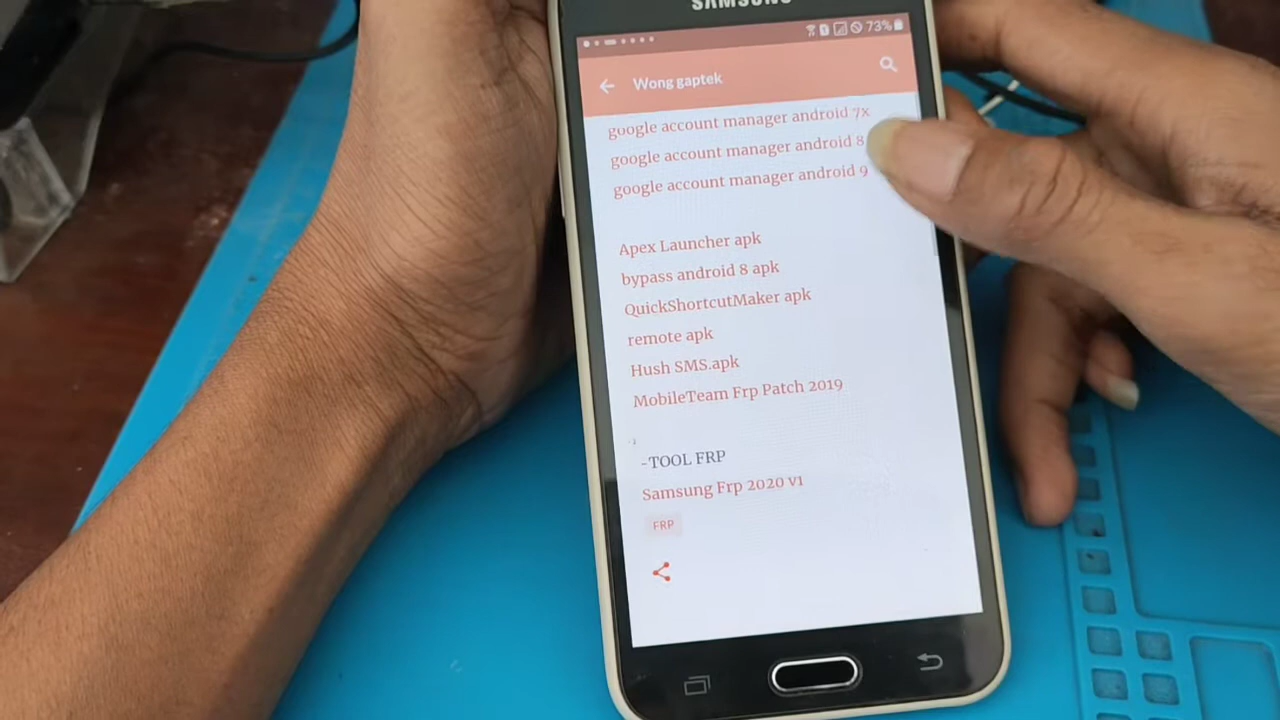 SAMSUNG
73%
Wong gaptek
google account manager android 7x
google account manager android 8
google account manager android 9
Apex Launcher apk
bypass android 8 apk
QuickShortcutMaker apk
remote apk
Hush SMS.apk
MobileTeam Frp Patch 2019
-TOOL FRP
Samsung Frp 2020 v1
FRP